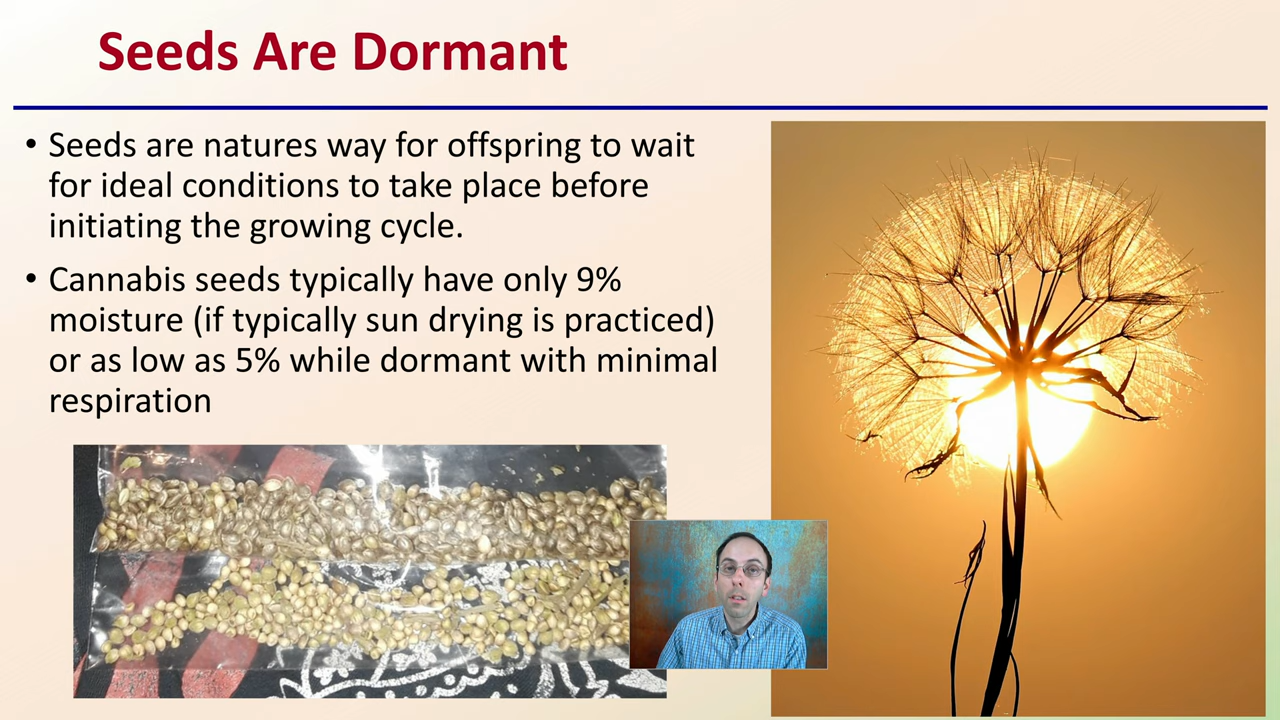 Seeds Are Dormant
• Seeds are natures way for offspring to wait
for ideal conditions to take place before
initiating the growing cycle.
• Cannabis seeds typically have only 9%
moisture (if typically sun drying is practiced)
or as low as 5% while dormant with minimal
respiration